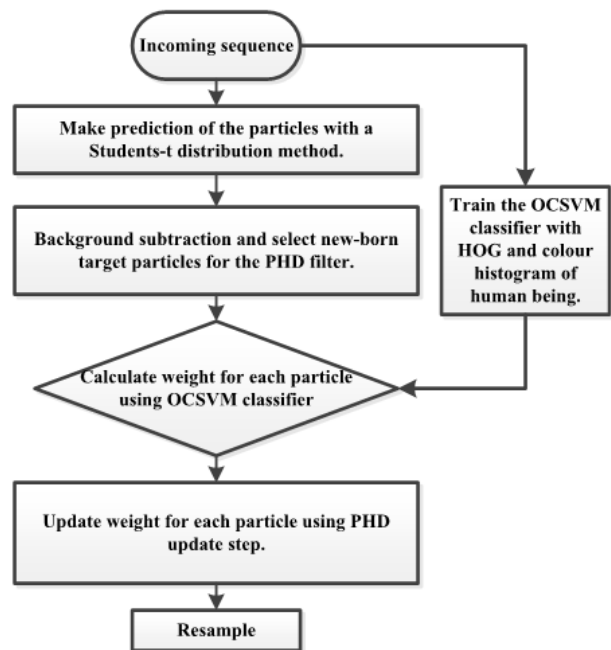 Incoming sequence
Make prediction of the particles with a
Students-t distribution method.
Background subtraction and select new-born
target particles for the PHD filter.
Train the OCSVM
classifier with
HOG and colour
histogram of
human being.
Calculate weight for each particle
using OCSVM classifier
Update weight for each particle using PHD
update step.
Resample